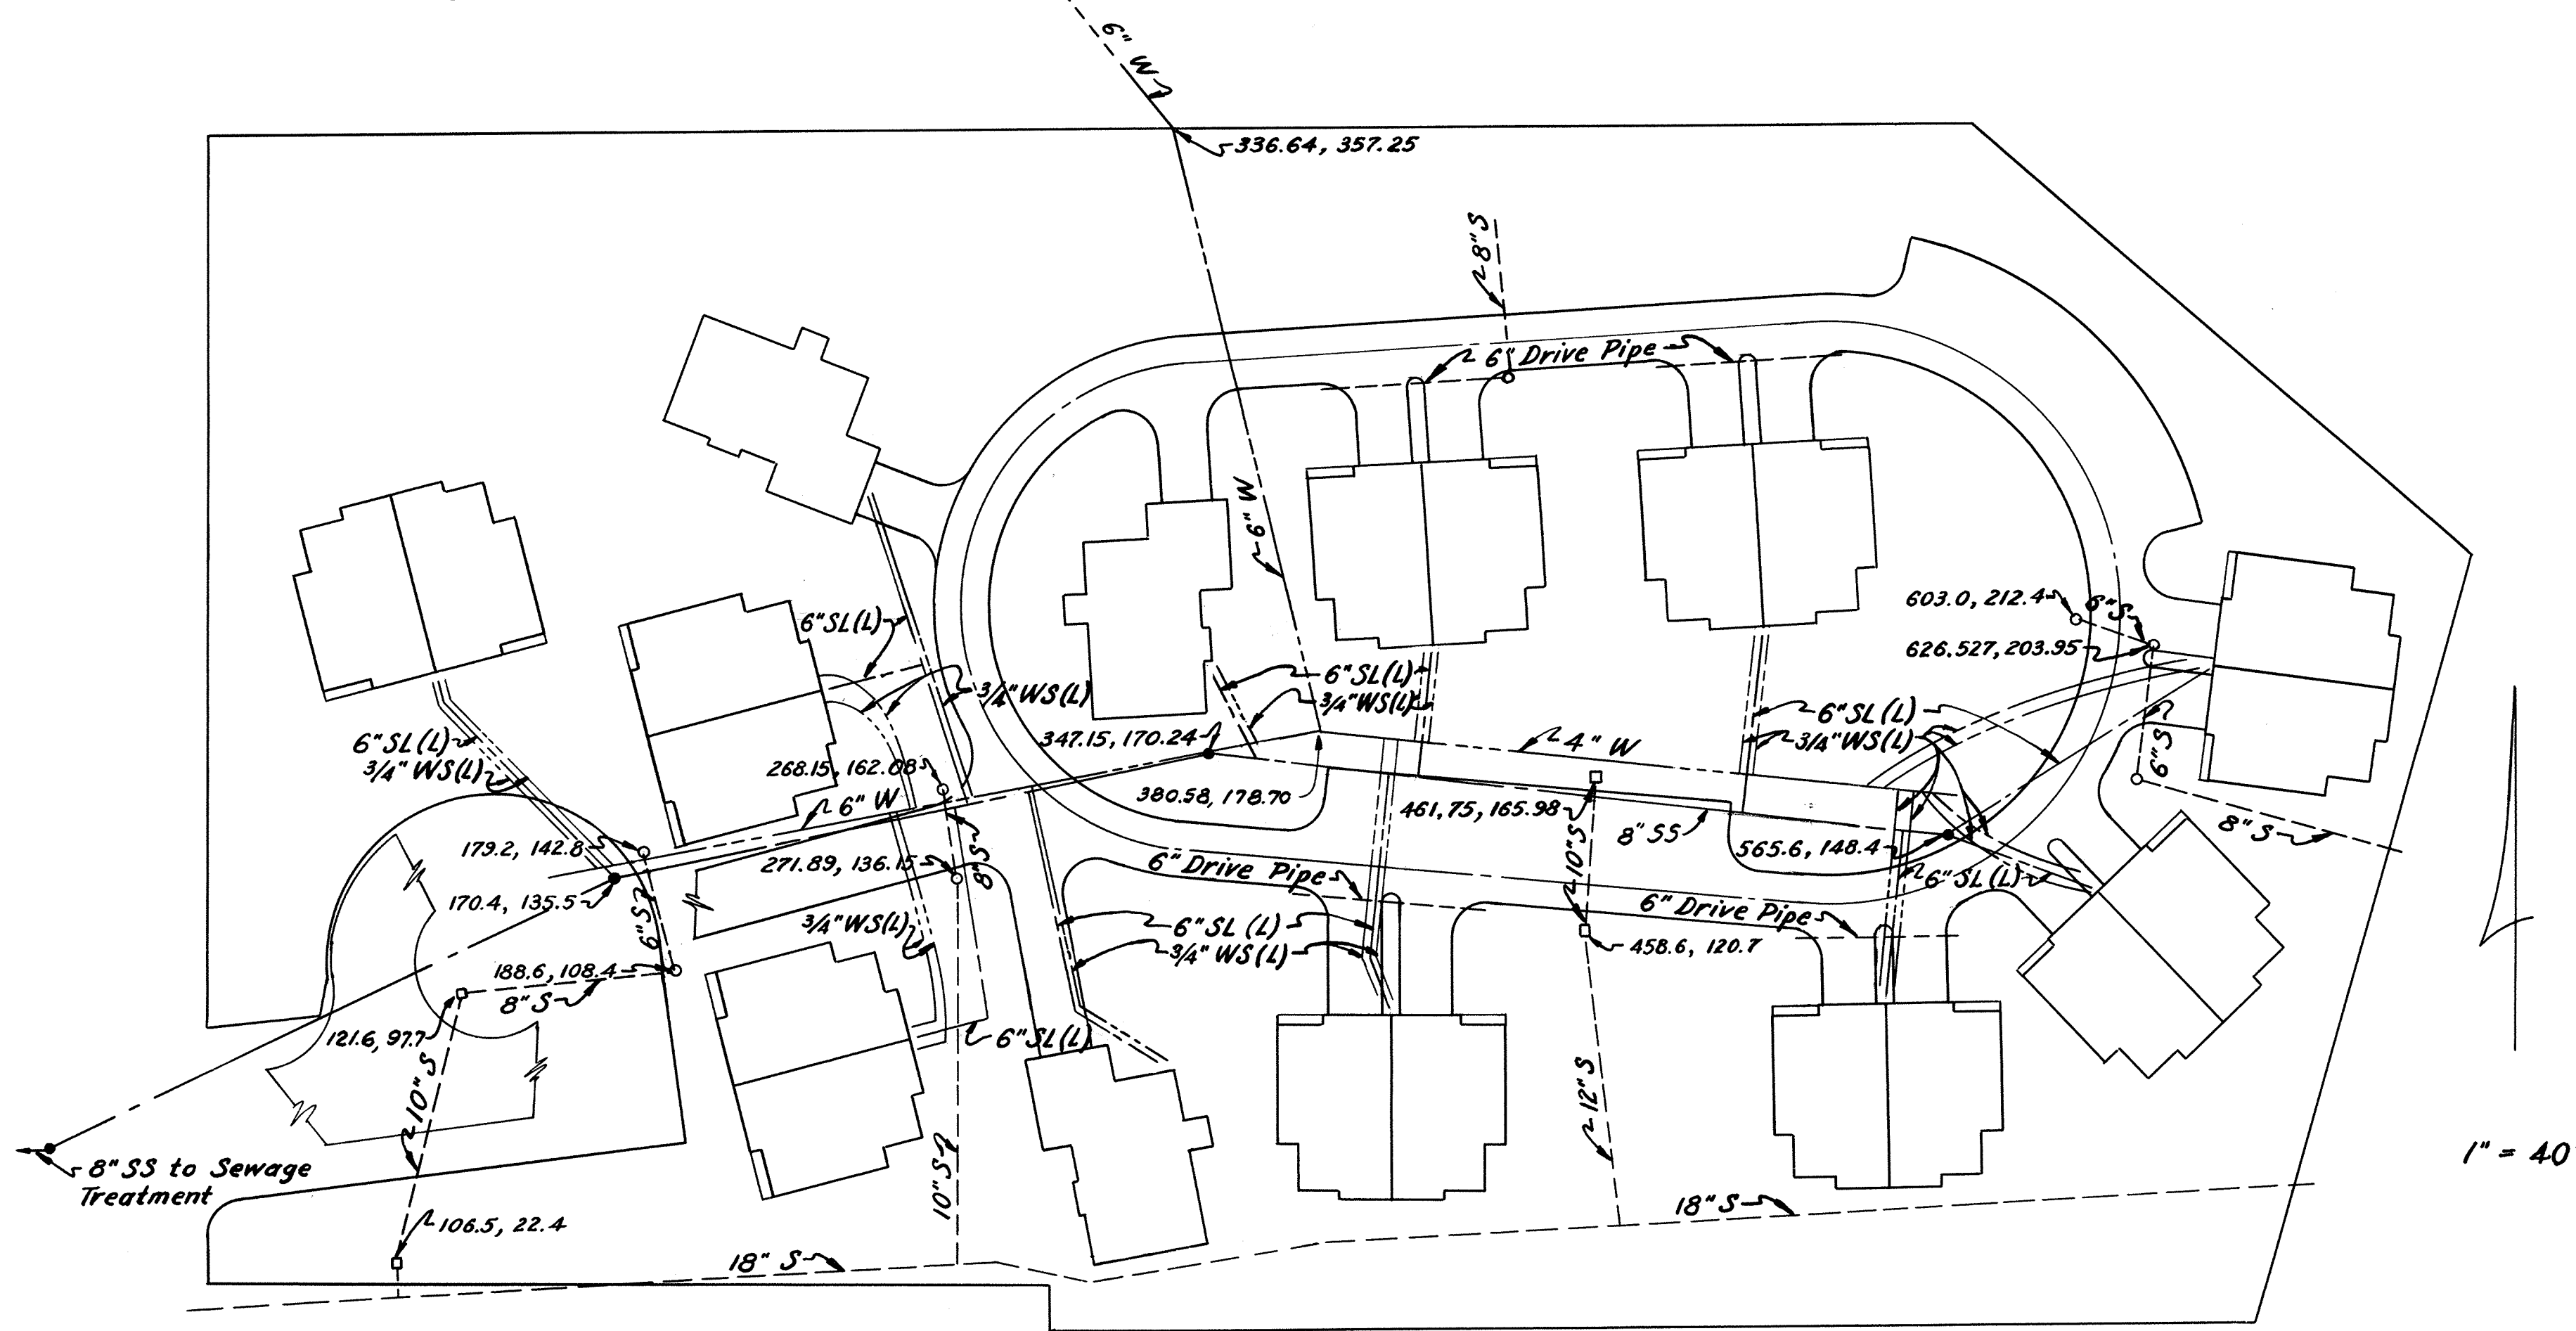 6" W
336.64, 357.25
8" S
6" Drive Pipe
6" W
603.0, 212.4
6" S
626.527, 203.95
6" SL (L)
6" SL (L)
3/4" WS (L)
3/4" WS (L)
6" SL (L)
3/4" WS (L)
347.15, 170.24
4" W
6" S
6" SL (L)
3/4" WS (L)
268.15, 162.08
380.58, 178.70
461.75, 165.98
6" W
8" SS
8" S
179.2, 142.8
271.89, 136.15
8" S
6" Drive Pipe
10" S
565.6, 148.4
6" SL (L)
170.4, 135.5
6" S
3/4" WS (L)
6" SL (L)
3/4" WS (L)
6" Drive Pipe
458.6, 120.7
188.6, 108.4
8" S
121.6, 97.7
6" SL (L)
10" S
12" S
1" = 40
8" SS to Sewage
Treatment
10" S
18" S
106.5, 22.4
18" S